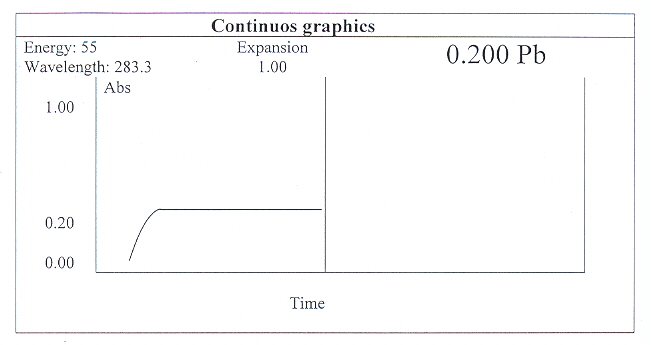 Continuos graphics
Energy: 55 Expansion 0.200 Pb
Wavelength: 283.3 1.00
Abs
1.00
0.20
0.00
Time